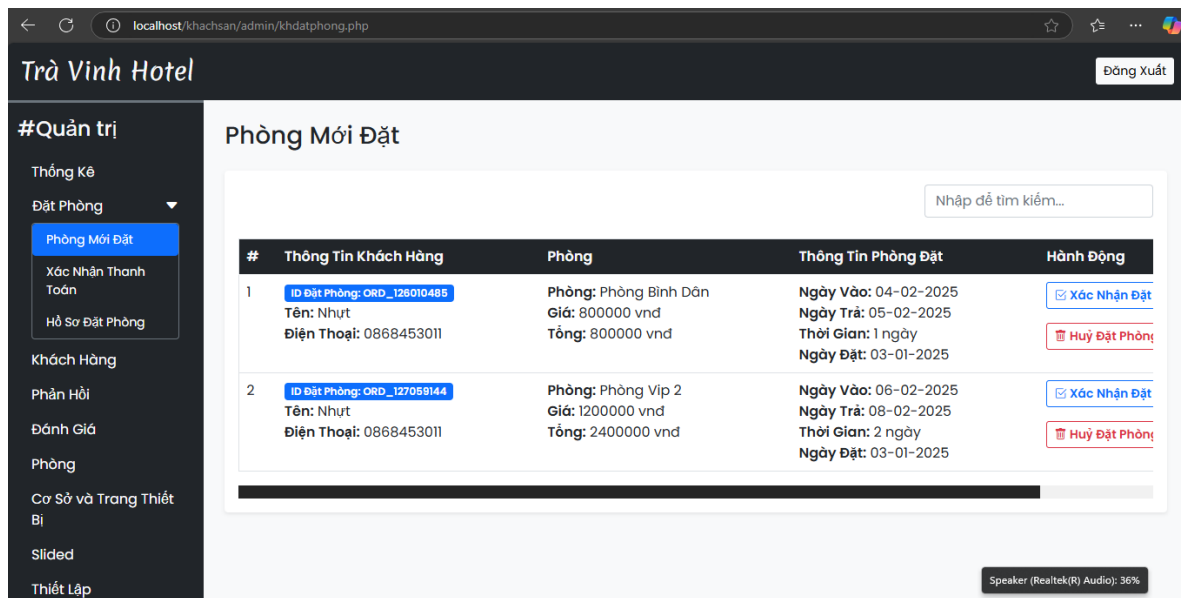 localhost/khachsan/admin/khdatphong.php
Trà Vinh Hotel
Đăng Xuất
#Quản trị
Thống Kê
Đặt Phòng
Phòng Mới Đặt
Xác Nhận Thanh
Toán
Hồ Sơ Đặt Phòng
Khách Hàng
Phản Hồi
Đánh Giá
Phòng
Cơ Sở và Trang Thiết
Bị
Slided
Thiết Lập
Phòng Mới Đặt
Nhập để tìm kiếm...
# Thông Tin Khách Hàng Phòng Thông Tin Phòng Đặt Hành Động
1
ID Đặt Phòng: ORD_126010485
Tên: Nhựt
Điện Thoại: 0868453011
Phòng: Phòng Bình Dân
Giá: 800000 vnđ
Tổng: 800000 vnđ
Ngày Vào: 04-02-2025
Ngày Trả: 05-02-2025
Thời Gian: 1 ngày
Ngày Đặt: 03-01-2025
Xác Nhận Đặt
Huỷ Đặt Phòng
2
ID Đặt Phòng: ORD_127059144
Tên: Nhựt
Điện Thoại: 0868453011
Phòng: Phòng Vip 2
Giá: 1200000 vnđ
Tổng: 2400000 vnđ
Ngày Vào: 06-02-2025
Ngày Trả: 08-02-2025
Thời Gian: 2 ngày
Ngày Đặt: 03-01-2025
Xác Nhận Đặt
Huỷ Đặt Phòng
Speaker (Realtek(R) Audio): 36%